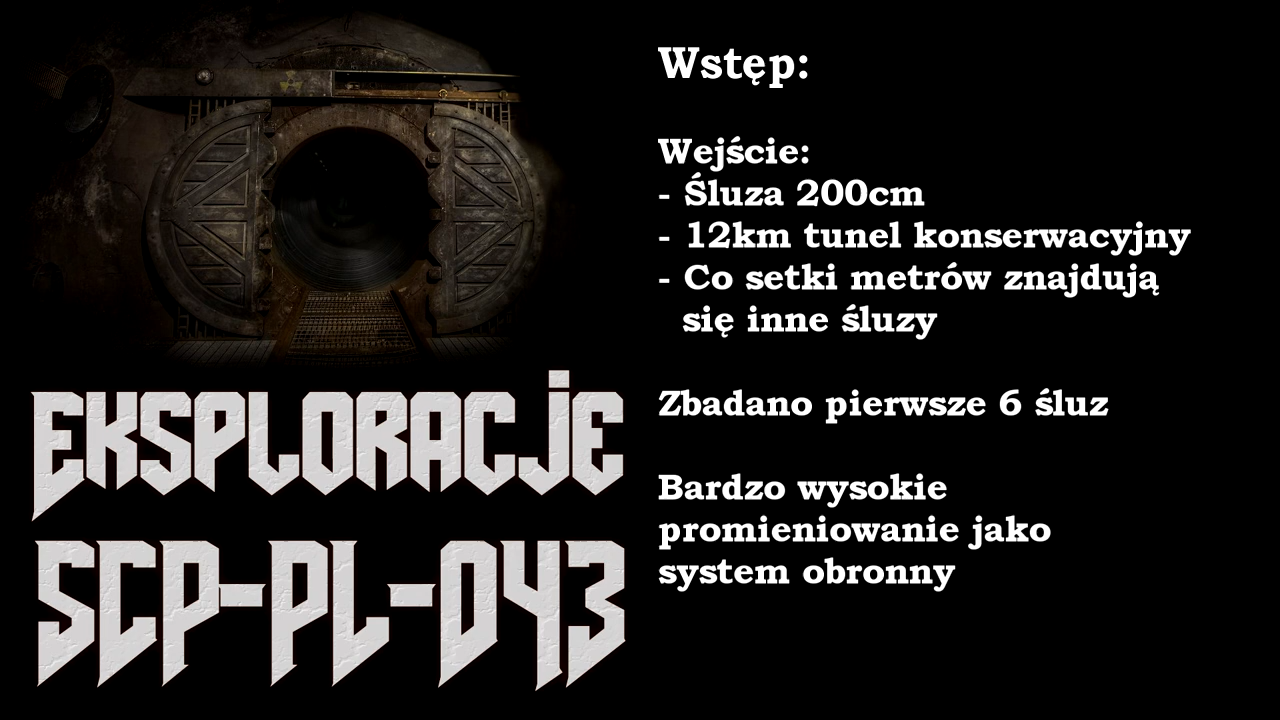 EKSPLORACJE
SCP-PL-043
Wstęp:
Wejście:
- Śluza 200cm
- 12km tunel konserwacyjny
- Co setki metrów znajdują
się inne śluzy
Zbadano pierwsze 6 śluz
Bardzo wysokie
promieniowanie jako
system obronny